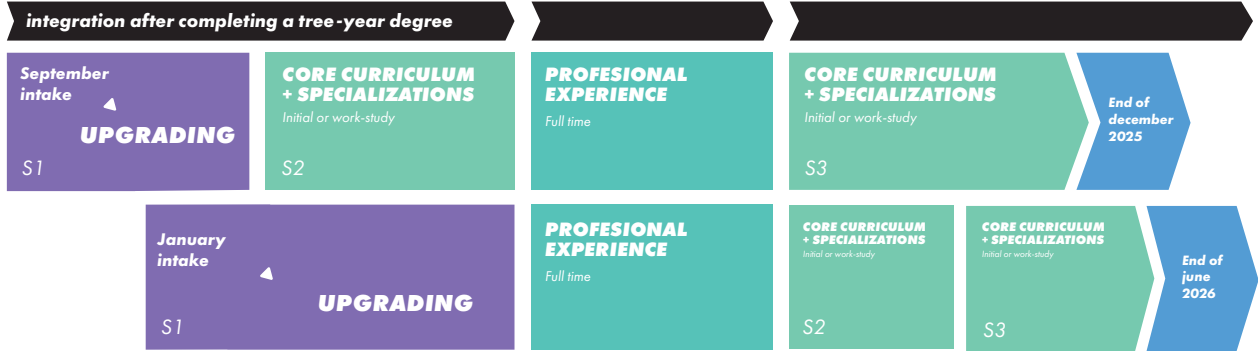 integration after completing a tree-year degree
September
intake
UPGRADING
S1
CORE CURRICULUM
+ SPECIALIZATIONS
Initial or work-study
S2
PROFESIONAL
EXPERIENCE
Full time
CORE CURRICULUM
+ SPECIALIZATIONS
Initial or work-study
S3
End of
december
2025
January
intake
UPGRADING
S1
PROFESIONAL
EXPERIENCE
Full time
CORE CURRICULUM
+ SPECIALIZATIONS
Initial or work-study
S2
CORE CURRICULUM
+ SPECIALIZATIONS
Initial or work-study
S3
End of
june
2026